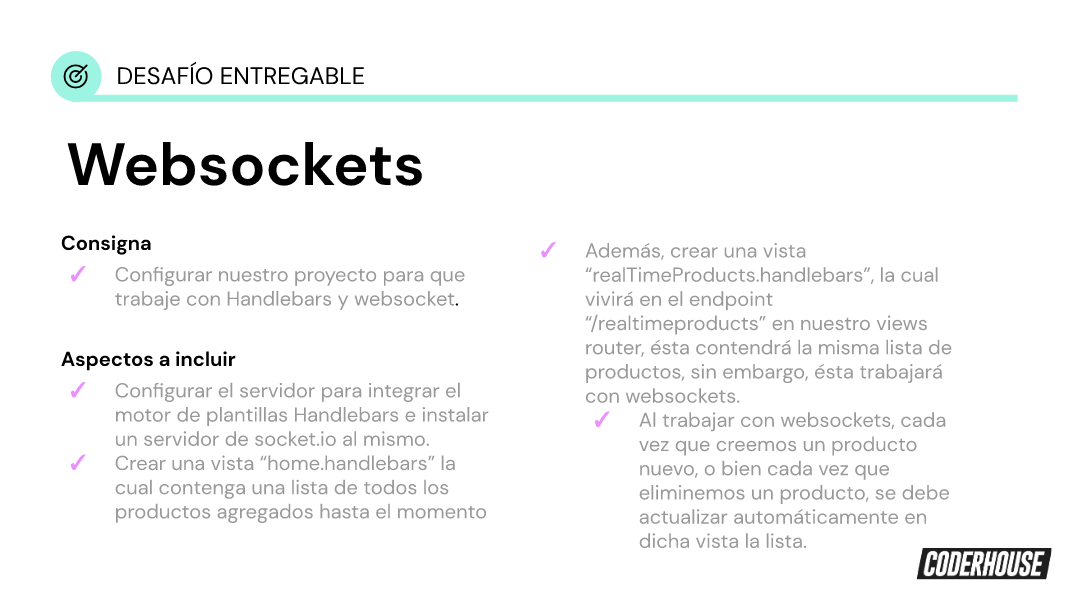 DESAFÍO ENTREGABLE
Websockets
Consigna
✓ Configurar nuestro proyecto para que
trabaje con Handlebars y websocket.
Aspectos a incluir
✓ Configurar el servidor para integrar el
motor de plantillas Handlebars e instalar
un servidor de socket.io al mismo.
✓ Crear una vista “home.handlebars” la
cual contenga una lista de todos los
productos agregados hasta el momento
✓ Además, crear una vista
“realTimeProducts.handlebars”, la cual
vivirá en el endpoint
“/realtimeproducts” en nuestro views
router, ésta contendrá la misma lista de
productos, sin embargo, ésta trabajará
con websockets.
✓ Al trabajar con websockets, cada
vez que creemos un producto
nuevo, o bien cada vez que
eliminemos un producto, se debe
actualizar automáticamente en
dicha vista la lista.
CODERHOUSE